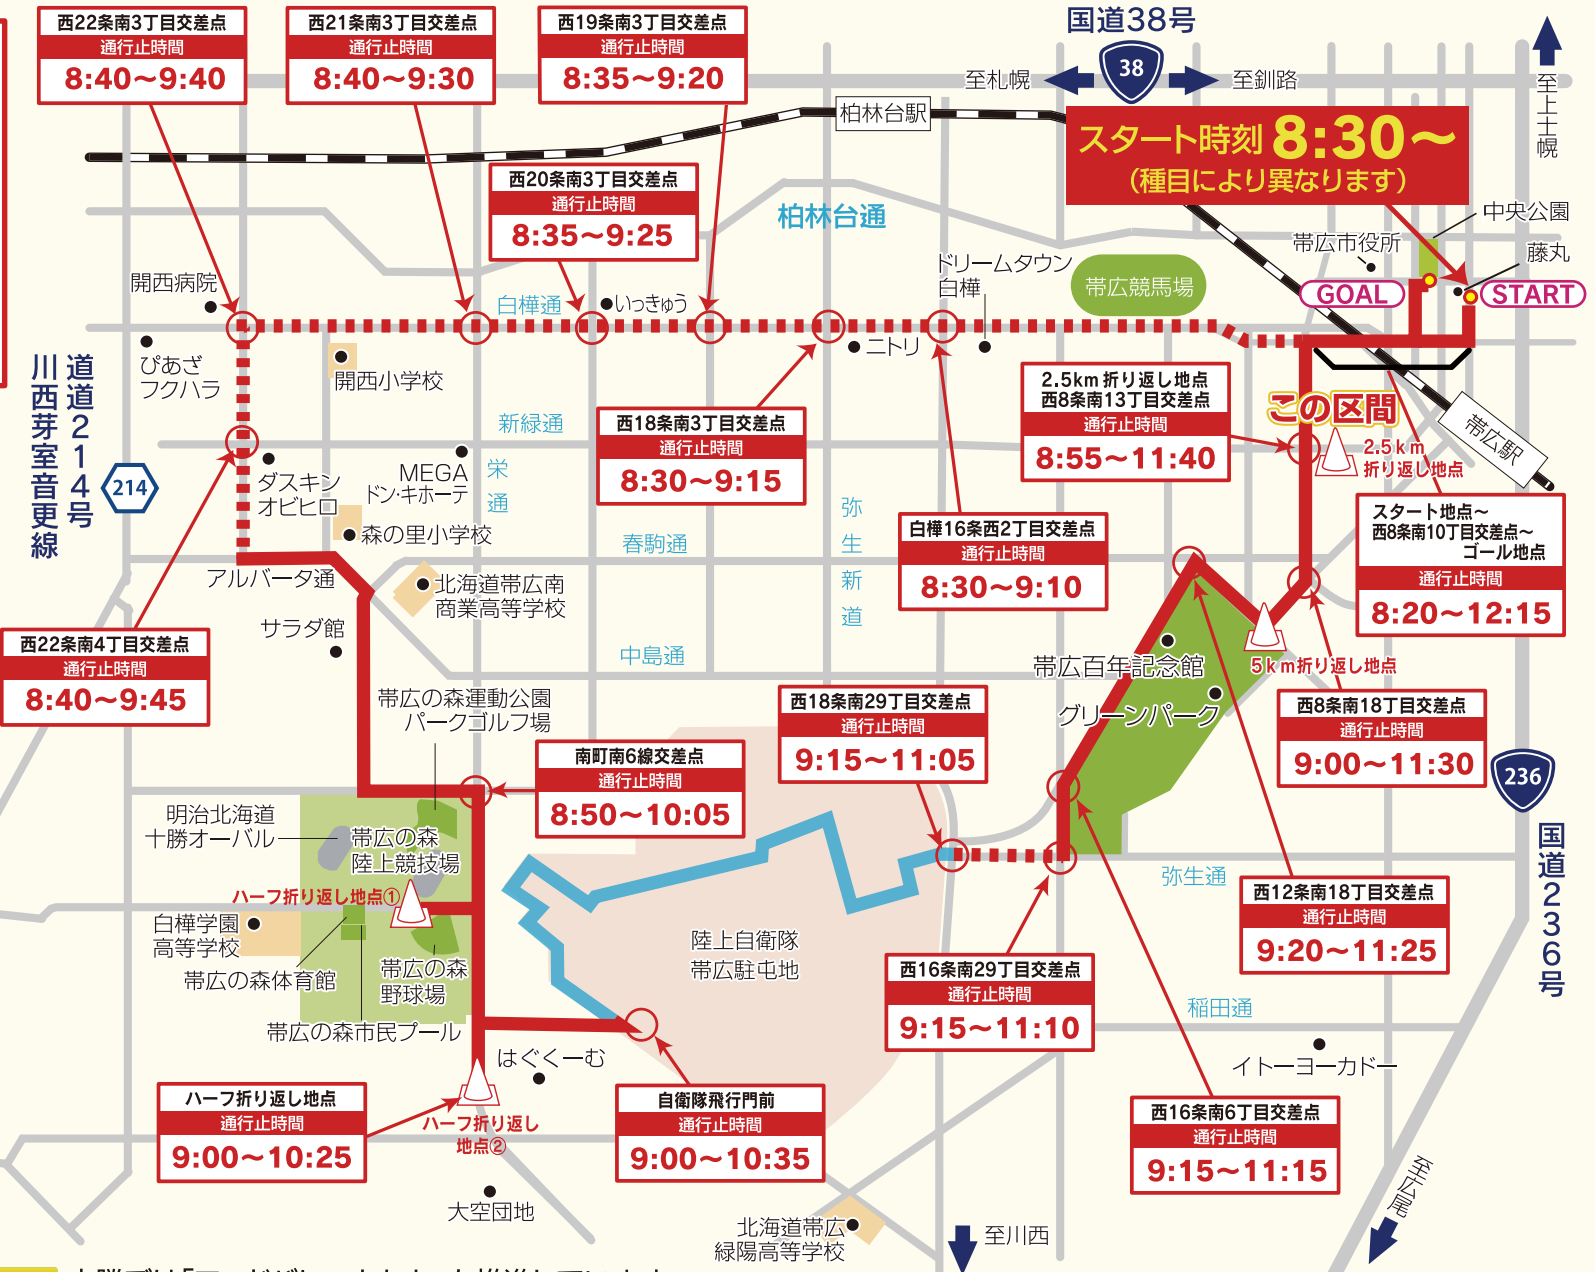 西22条南3丁目交差点
通行止時間
8:40～9:40
西21条南3丁目交差点
通行止時間
8:40～9:30
西19条南3丁目交差点
通行止時間
8:35～9:20
国道38号
38
至札幌
至釧路
至上士幌
柏林台駅
スタート時刻 8:30～
（種目により異なります）
西20条南3丁目交差点
通行止時間
8:35～9:25
柏林台通
中央公園
帯広市役所
藤丸
GOAL
START
開西病院
白樺通
いっきゅう
ドリームタウン
白樺
帯広競馬場
ぴあざ
フクハラ
開西小学校
ニトリ
道道214号
川西芽室音更線
214
新緑通
西18条南3丁目交差点
通行止時間
8:30～9:15
2.5km 折り返し地点
西8条南13丁目交差点
通行止時間
8:55～11:40
この区間
2.5km
折り返し地点
帯広駅
ダスキン
オビヒロ
MEGA
ドン・キホーテ
栄通
弥生新道
森の里小学校
春駒通
白樺16条西2丁目交差点
通行止時間
8:30～9:10
スタート地点～
西8条南10丁目交差点～
ゴール地点
通行止時間
8:20～12:15
アルバータ通
北海道帯広南
商業高等学校
サラダ館
中島通
西22条南4丁目交差点
通行止時間
8:40～9:45
帯広百年記念館
グリーンパーク
5km折り返し地点
帯広の森運動公園
パークゴルフ場
西18条南29丁目交差点
通行止時間
9:15～11:05
西8条南18丁目交差点
通行止時間
9:00～11:30
236
国道236号
南町南6線交差点
通行止時間
8:50～10:05
明治北海道
十勝オーバル
帯広の森
陸上競技場
ハーフ折り返し地点①
白樺学園
高等学校
帯広の森体育館
帯広の森
野球場
帯広の森市民プール
陸上自衛隊
帯広駐屯地
弥生通
西12条南18丁目交差点
通行止時間
9:20～11:25
西16条南29丁目交差点
通行止時間
9:15～11:10
稲田通
イトーヨーカドー
はぐくーむ
ハーフ折り返し地点
通行止時間
9:00～10:25
ハーフ折り返し
地点②
自衛隊飛行門前
通行止時間
9:00～10:35
西16条南6丁目交差点
通行止時間
9:15～11:15
大空団地
北海道帯広
緑陽高等学校
至川西
至広尾